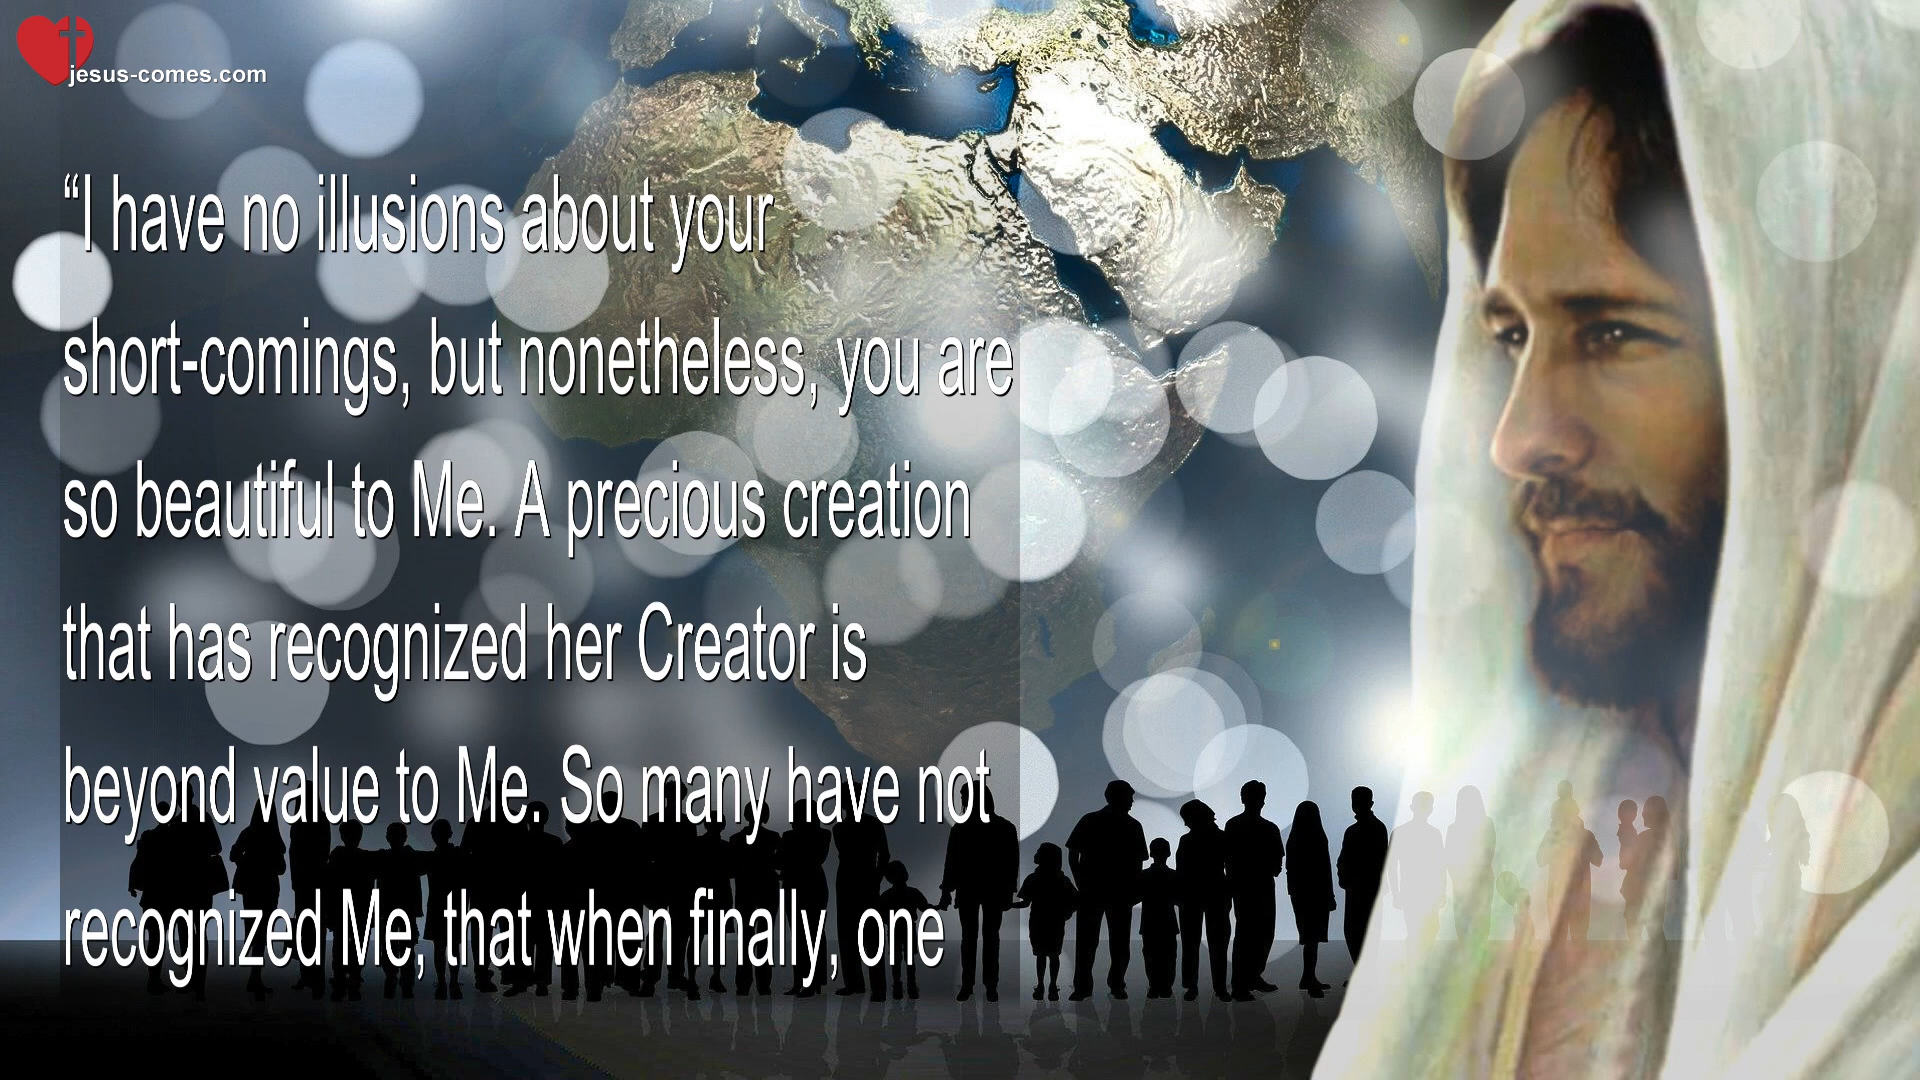 jesus-comes.com
“I have no illusions about your
short-comings, but nonetheless, you are
so beautiful to Me. A precious creation
that has recognized her Creator is
beyond value to Me. So many have not
recognized Me, that when finally, one